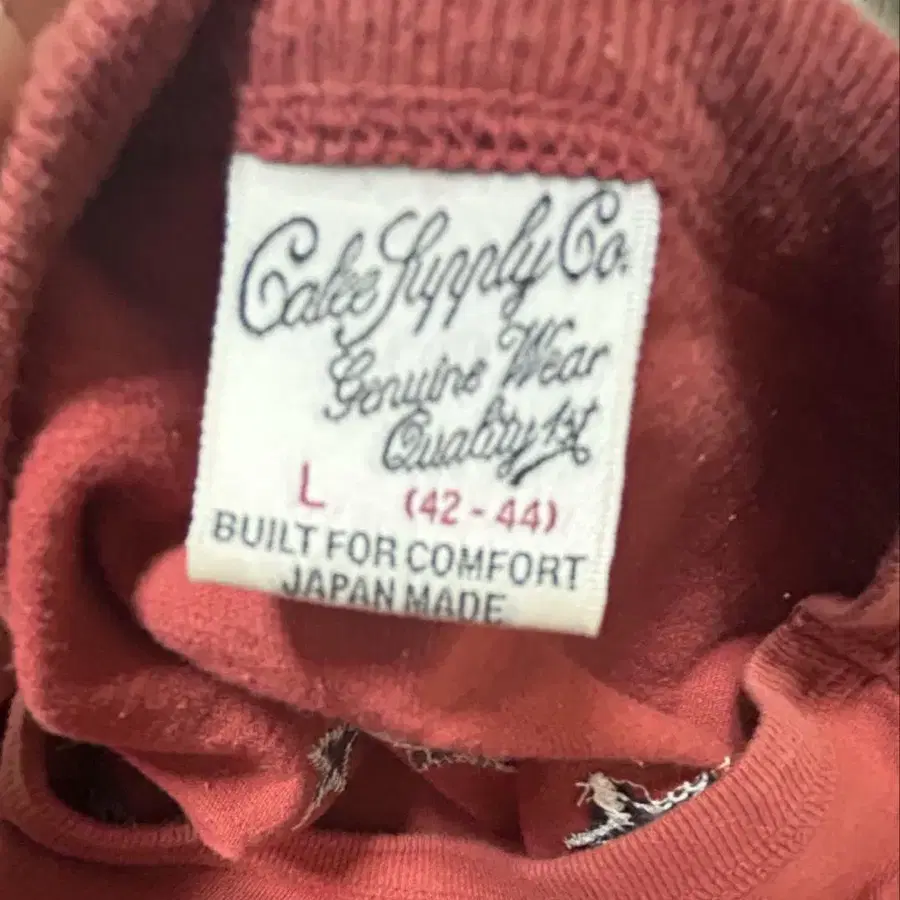 Calee Supply Co.
Genuine Wear
Quality 1st
L (42-44)
BUILT FOR COMFORT
JAPAN MADE